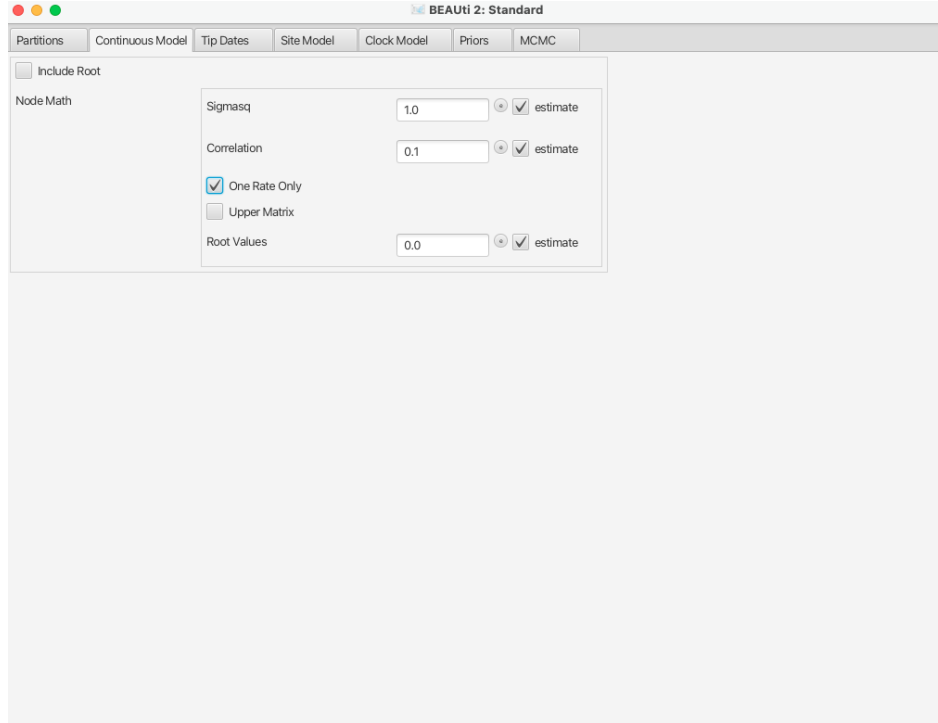 BEAUti 2: Standard
Partitions Continuous Model Tip Dates Site Model Clock Model Priors MCMC
Include Root
Node Math
Sigmasq 1.0 estimate
Correlation 0.1 estimate
One Rate Only
Upper Matrix
Root Values 0.0 estimate